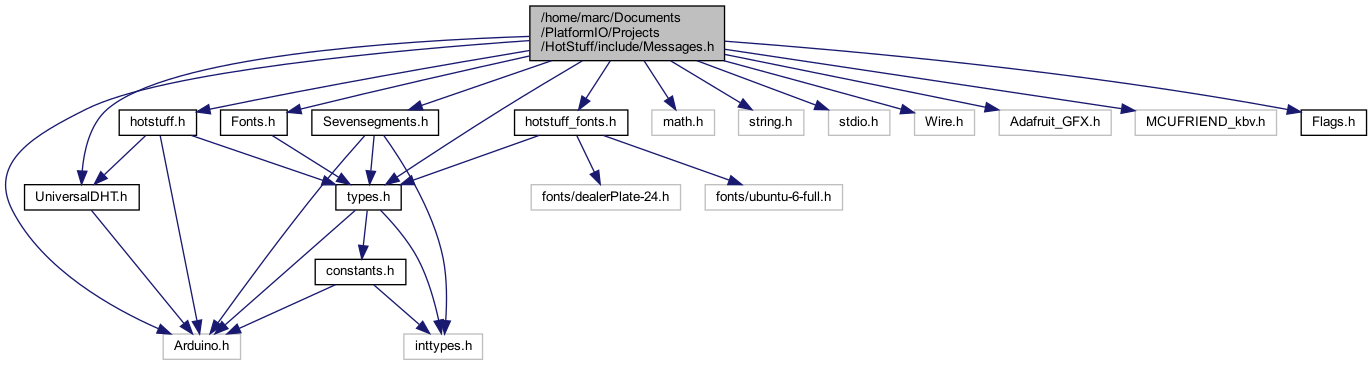 /home/marc/Documents
/PlatformIO/Projects
/HotStuff/include/Messages.h
hotstuff.h
Fonts.h
Sevensegments.h
hotstuff_fonts.h
math.h
string.h
stdio.h
Wire.h
Adafruit_GFX.h
MCUFRIEND_kbv.h
Flags.h
UniversalDHT.h
types.h
fonts/dealerPlate-24.h
fonts/ubuntu-6-full.h
constants.h
Arduino.h
inttypes.h